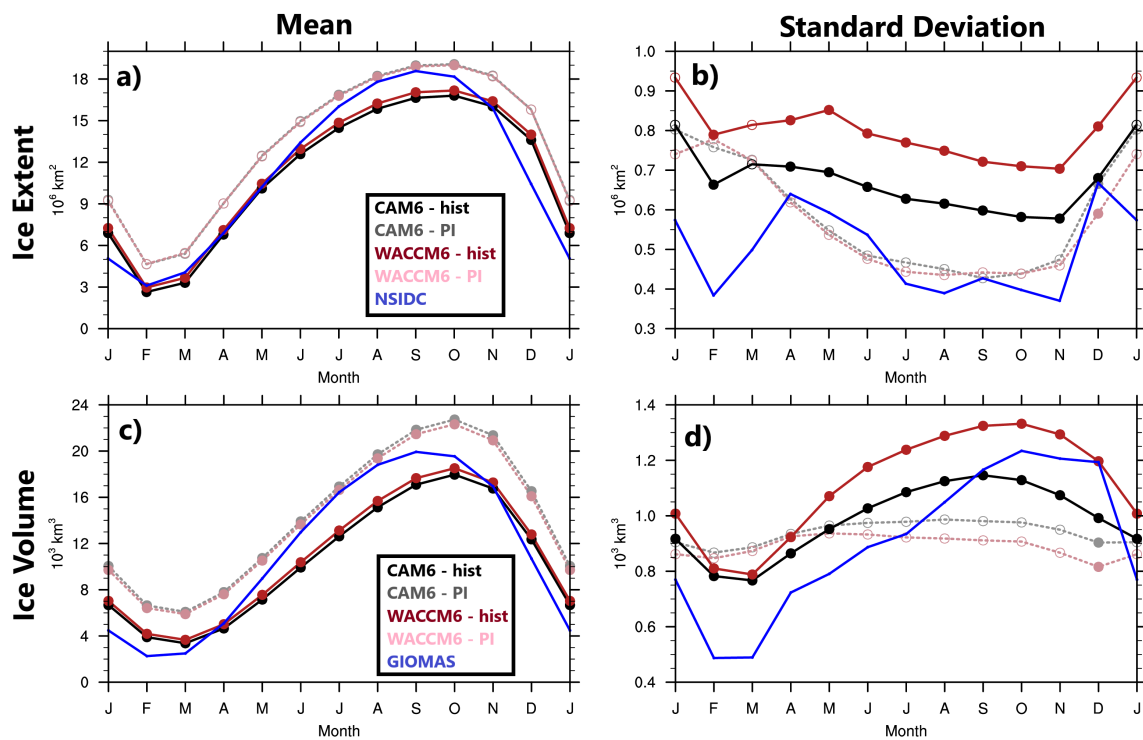 Mean
Standard Deviation
Ice Extent
a)
10⁶ km²
18
15
12
9
6
3
0
CAM6 - hist
CAM6 - PI
WACCM6 - hist
WACCM6 - PI
NSIDC
J F M A M J J A S O N D J
Month
b)
10⁶ km²
1.0
0.9
0.8
0.7
0.6
0.5
0.4
0.3
J F M A M J J A S O N D J
Month
Ice Volume
c)
10³ km³
24
20
16
12
8
4
0
CAM6 - hist
CAM6 - PI
WACCM6 - hist
WACCM6 - PI
GIOMAS
J F M A M J J A S O N D J
Month
d)
10³ km³
1.4
1.2
1.0
0.8
0.6
0.4
J F M A M J J A S O N D J
Month